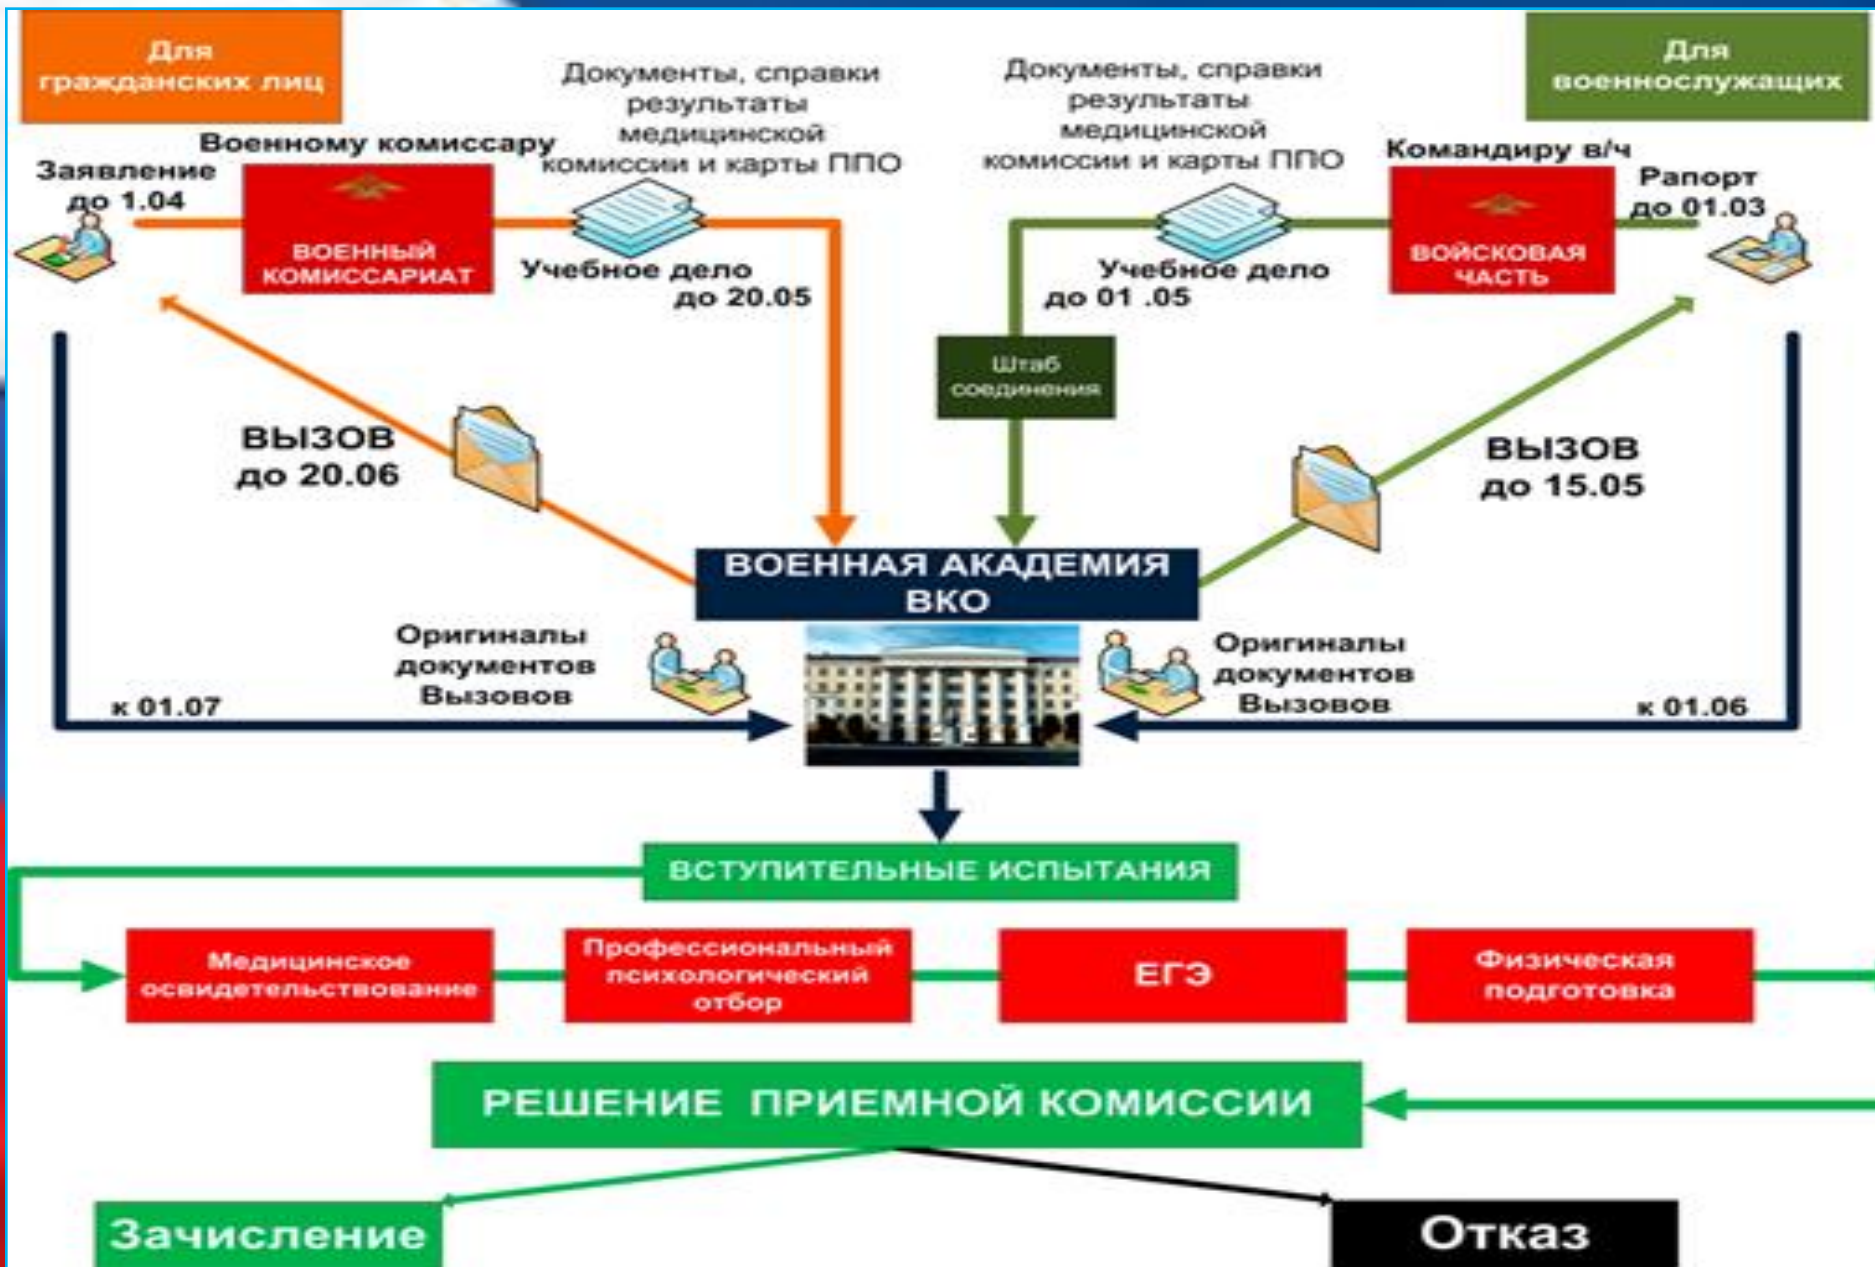 Для
гражданских лиц
Военному комиссару
Заявление
до 1.04
ВОЕННЫЙ
КОМИССАРИАТ
Документы, справки
результаты
медицинской
комиссии и карты ППО
Учебное дело
до 20.05
ВЫЗОВ
до 20.06
Документы, справки
результаты
медицинской
комиссии и карты ППО
Учебное дело
до 01 .05
Штаб
соединения
Для
военнослужащих
Командиру в/ч
Рапорт
до 01.03
ВОЙСКОВАЯ
ЧАСТЬ
ВЫЗОВ
до 15.05
ВОЕННАЯ АКАДЕМИЯ
ВКО
Оригиналы
документов
Вызовов
к 01.07
Оригиналы
документов
Вызовов
к 01.06
ВСТУПИТЕЛЬНЫЕ ИСПЫТАНИЯ
Медицинское
освидетельствование
Профессиональный
психологический
отбор
ЕГЭ
Физическая
подготовка
РЕШЕНИЕ ПРИЕМНОЙ КОМИССИИ
Зачисление
Отказ